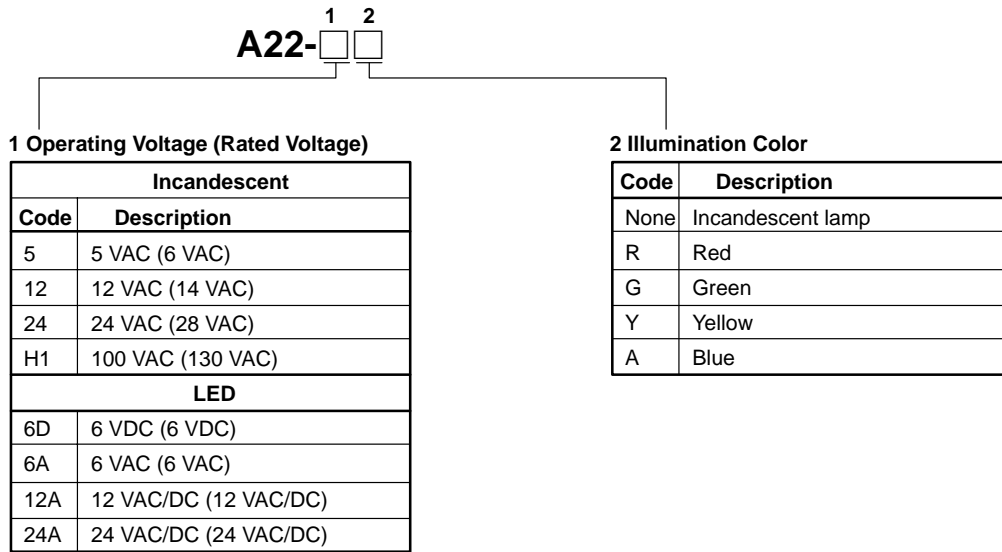 1 2
A22-
1 Operating Voltage (Rated Voltage)
Incandescent
Code Description
5 5 VAC (6 VAC)
12 12 VAC (14 VAC)
24 24 VAC (28 VAC)
H1 100 VAC (130 VAC)
LED
6D 6 VDC (6 VDC)
6A 6 VAC (6 VAC)
12A 12 VAC/DC (12 VAC/DC)
24A 24 VAC/DC (24 VAC/DC)
2 Illumination Color
Code Description
None Incandescent lamp
R Red
G Green
Y Yellow
A Blue